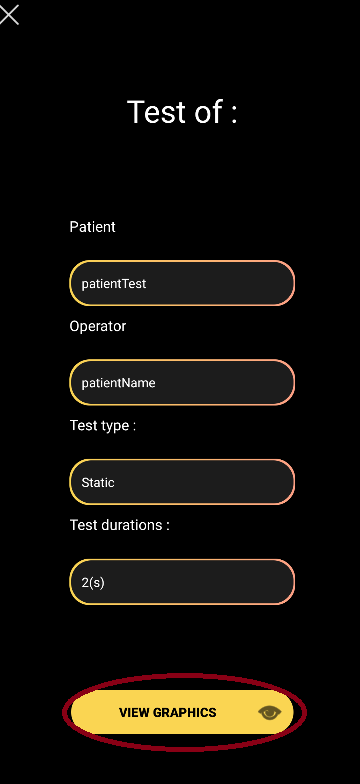 Test of :
Patient
patientTest
Operator
patientName
Test type :
Static
Test durations :
2(s)
VIEW GRAPHICS